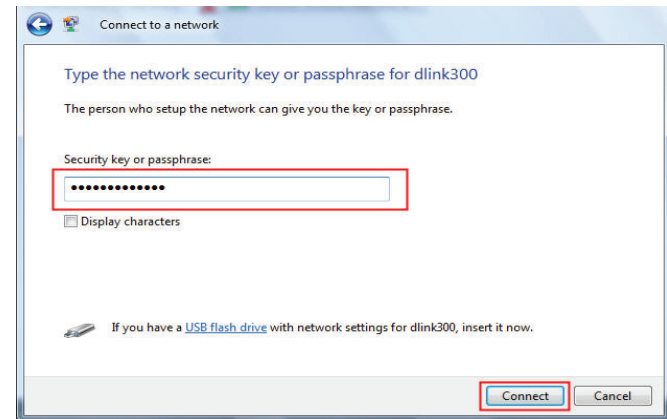 Connect to a network
Type the network security key or passphrase for dlink300
The person who setup the network can give you the key or passphrase.
Security key or passphrase:
●●●●●●●●●●●●●
Display characters
If you have a USB flash drive with network settings for dlink300, insert it now.
Connect Cancel